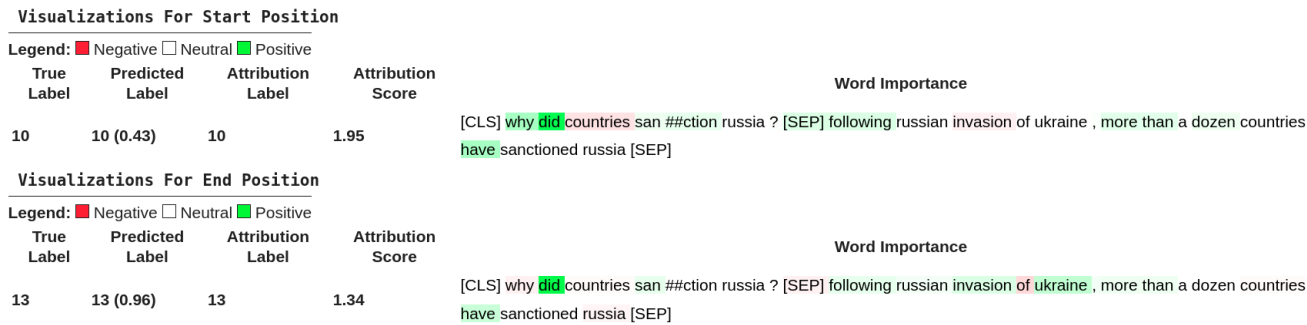 Visualizations For Start Position
Legend: Negative Neutral Positive
True Label Predicted Label Attribution Label Attribution Score Word Importance
10 10 (0.43) 10 1.95 [CLS] why did countries san ##ction russia ? [SEP] following russian invasion of ukraine , more than a dozen countries
have sanctioned russia [SEP]
Visualizations For End Position
Legend: Negative Neutral Positive
True Label Predicted Label Attribution Label Attribution Score Word Importance
13 13 (0.96) 13 1.34 [CLS] why did countries san ##ction russia ? [SEP] following russian invasion of ukraine , more than a dozen countries
have sanctioned russia [SEP]